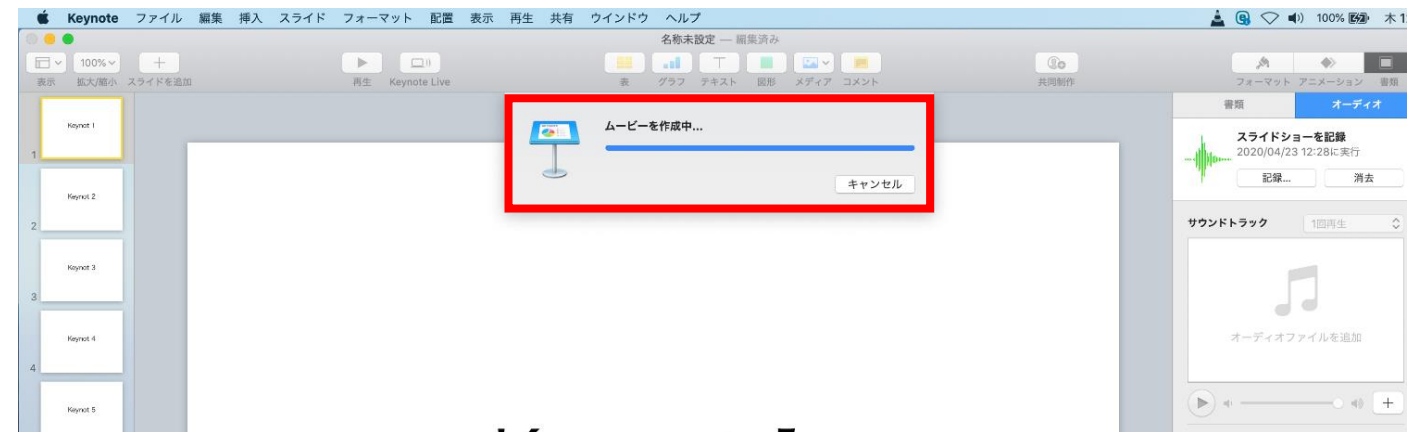 Keynote ファイル 編集 挿入 スライド フォーマット 配置 表示 再生 共有 ウインドウ ヘルプ 100% 木 1
名称未設定 — 編集済み
100%
表示 拡大/縮小 スライドを追加 再生 Keynote Live 表 グラフ テキスト 図形 メディア コメント 共同制作 フォーマット アニメーション 書類
書類 オーディオ
Keynot 1
1
ムービーを作成中...
キャンセル
スライドショーを記録
2020/04/23 12:28に実行
記録... 消去
Keynot 2
2
サウンドトラック 1回再生
Keynot 3
3
オーディオファイルを追加
Keynot 4
4
Keynot 5